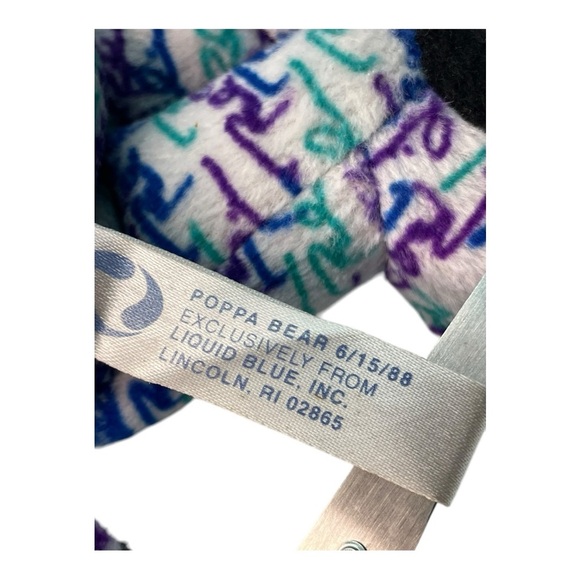 POPPA BEAR 6/15/88
EXCLUSIVELY FROM
LIQUID BLUE, INC.
LINCOLN, RI 02865